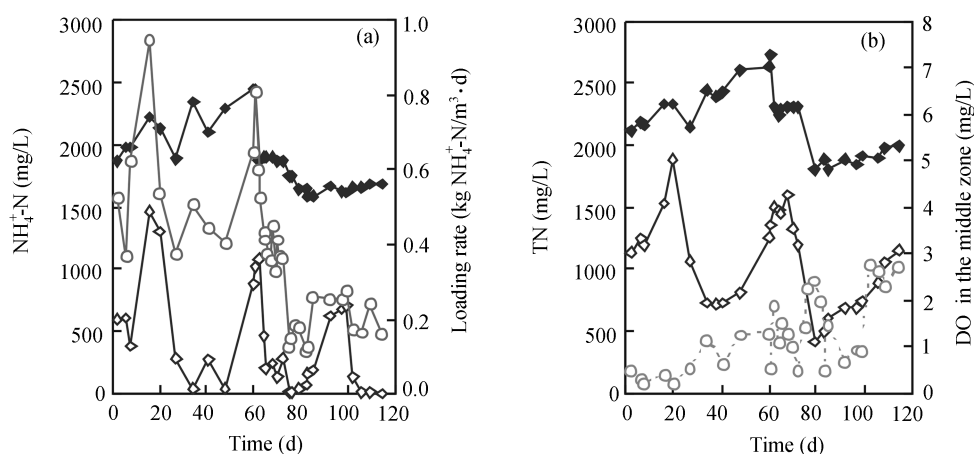 (a)
3000
2500
2000
1500
1000
500
0
NH₄⁺-N (mg/L)
1.0
0.8
0.6
0.4
0.2
0.0
Loading rate (kg NH₄⁺-N/m³·d)
0 20 40 60 80 100 120
Time (d)
(b)
3000
2500
2000
1500
1000
500
0
TN (mg/L)
8
7
6
5
4
3
2
1
0
DO in the middle zone (mg/L)
0 20 40 60 80 100 120
Time (d)